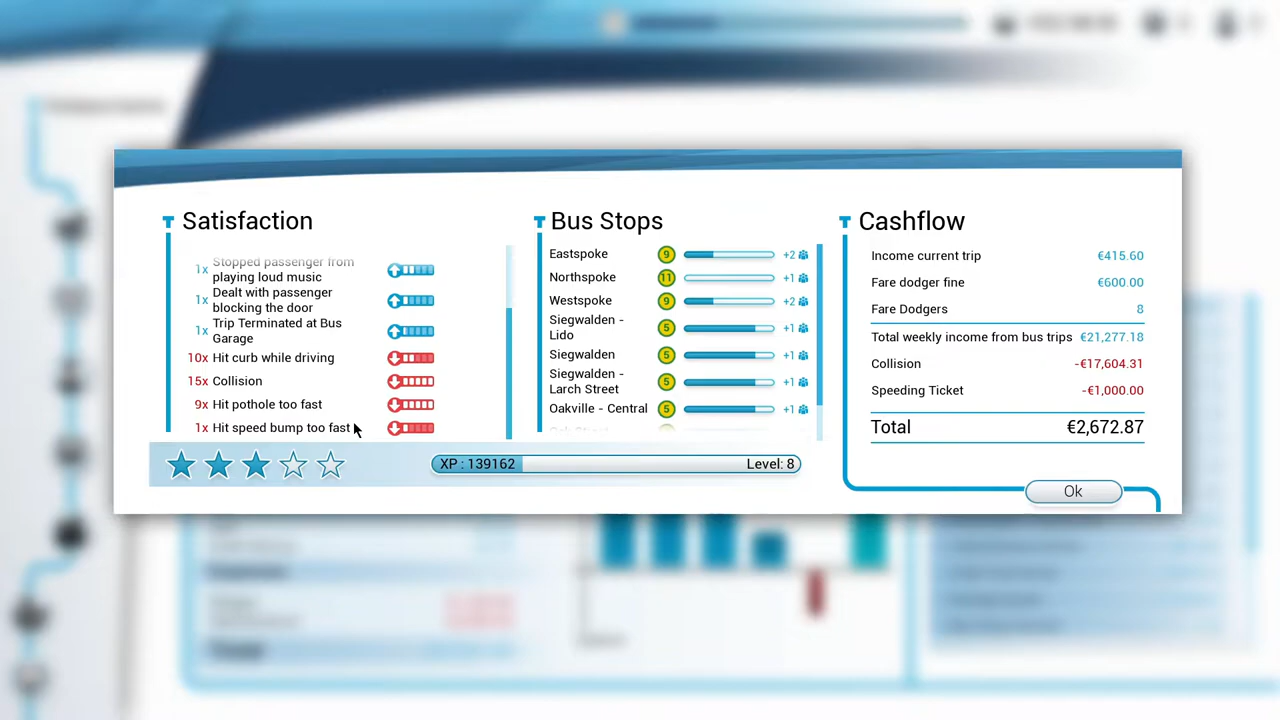 Satisfaction
Stopped passenger from
1x playing loud music
Dealt with passenger
1x blocking the door
Trip Terminated at Bus
1x Garage
10x Hit curb while driving
15x Collision
9x Hit pothole too fast
1x Hit speed bump too fast
Bus Stops
Eastspoke 9 +2
Northspoke 11 +1
Westspoke 9 +2
Siegwalden -
Lido 5 +1
Siegwalden 5 +1
Siegwalden -
Larch Street 5 +1
Oakville - Central 5 +1
Cashflow
Income current trip €415.60
Fare dodger fine €600.00
Fare Dodgers 8
Total weekly income from bus trips €21,277.18
Collision -€17,604.31
Speeding Ticket -€1,000.00
Total €2,672.87
XP : 139162 Level: 8
Ok